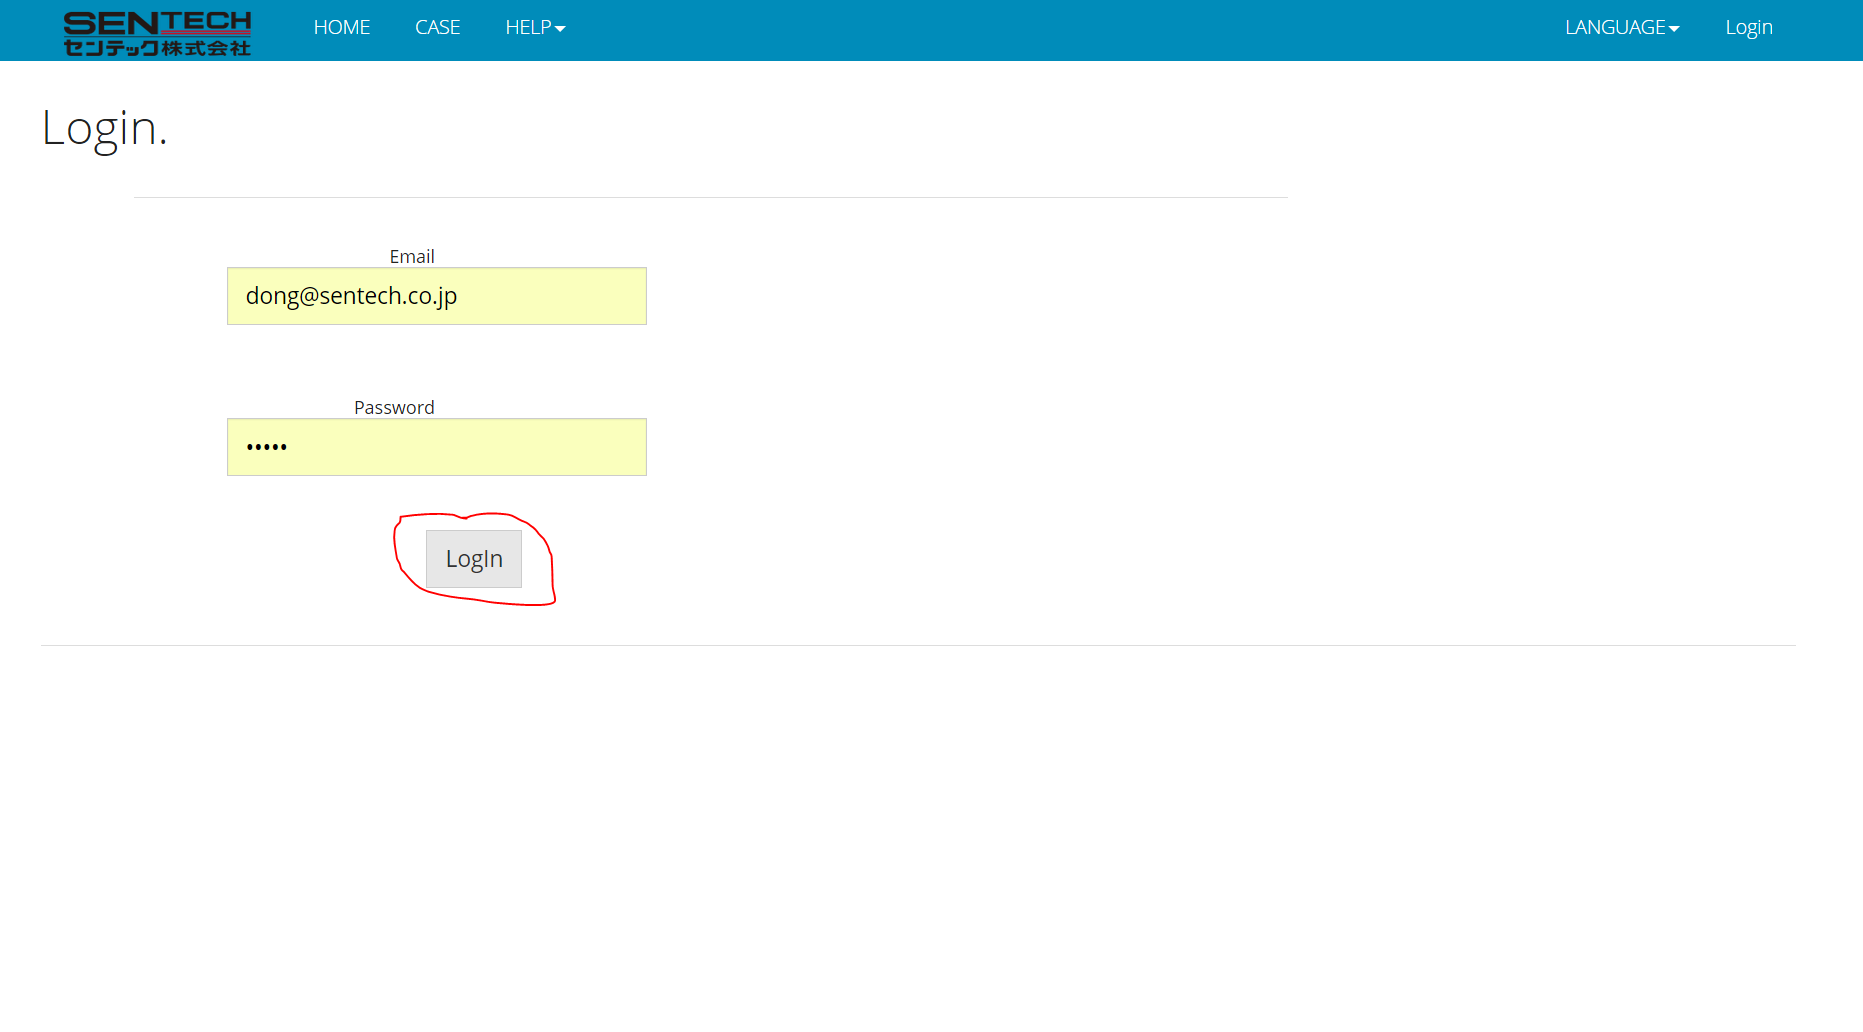 SENTECH
センテック株式会社
HOME CASE HELP LANGUAGE Login
Login.
Email
dong@sentech.co.jp
Password
•••••
LogIn